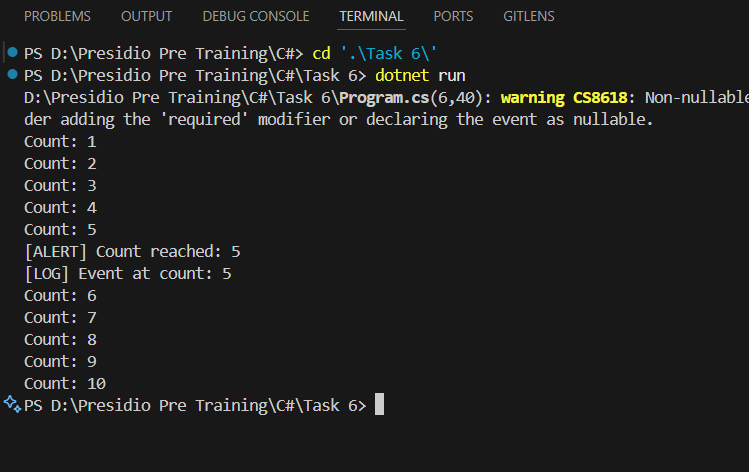 PROBLEMS OUTPUT DEBUG CONSOLE TERMINAL PORTS GITLENS
PS D:\Presidio Pre Training\C#> cd '.\Task 6\'
PS D:\Presidio Pre Training\C#\Task 6> dotnet run
D:\Presidio Pre Training\C#\Task 6\Program.cs(6,40): warning CS8618: Non-nullable
der adding the 'required' modifier or declaring the event as nullable.
Count: 1
Count: 2
Count: 3
Count: 4
Count: 5
[ALERT] Count reached: 5
[LOG] Event at count: 5
Count: 6
Count: 7
Count: 8
Count: 9
Count: 10
PS D:\Presidio Pre Training\C#\Task 6>